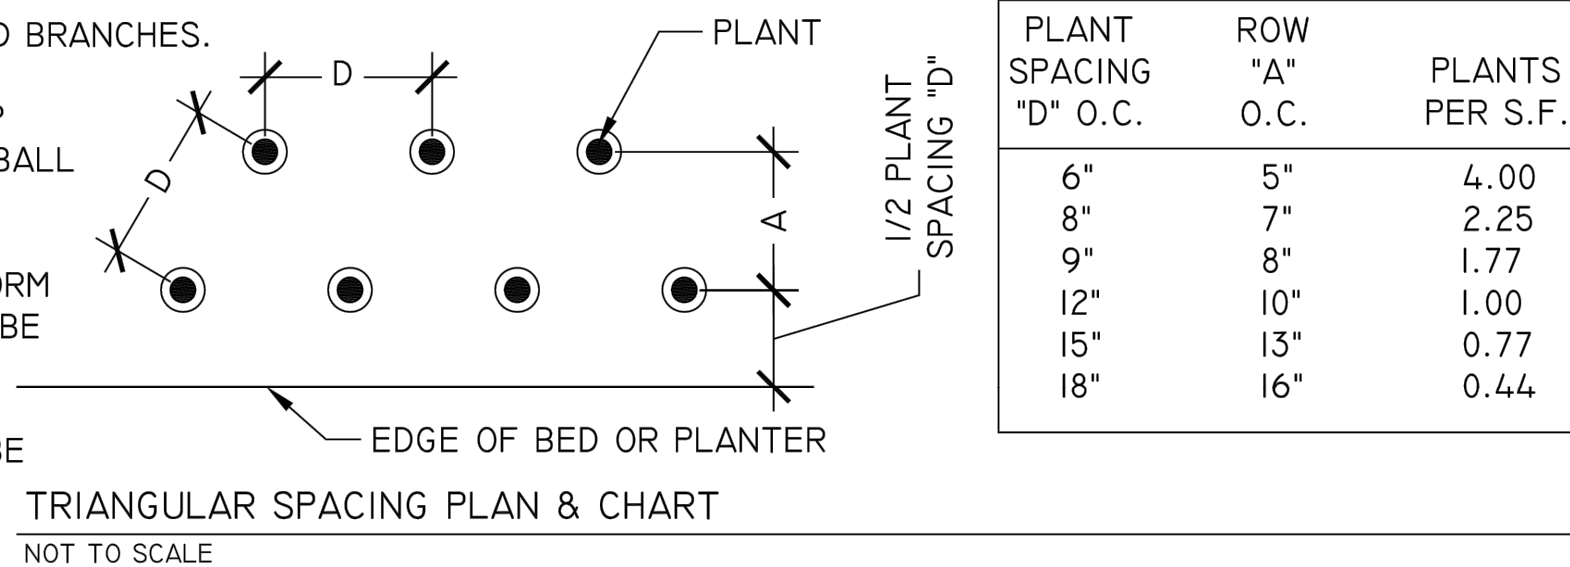 D BRANCHES.
BALL
ORM
BE
BE
D
D
PLANT
A
1/2 PLANT
SPACING "D"
EDGE OF BED OR PLANTER
PLANT SPACING "D" O.C.
ROW "A" O.C.
PLANTS PER S.F.
6" 5" 4.00
8" 7" 2.25
9" 8" 1.77
12" 10" 1.00
15" 13" 0.77
18" 16" 0.44
TRIANGULAR SPACING PLAN & CHART
NOT TO SCALE